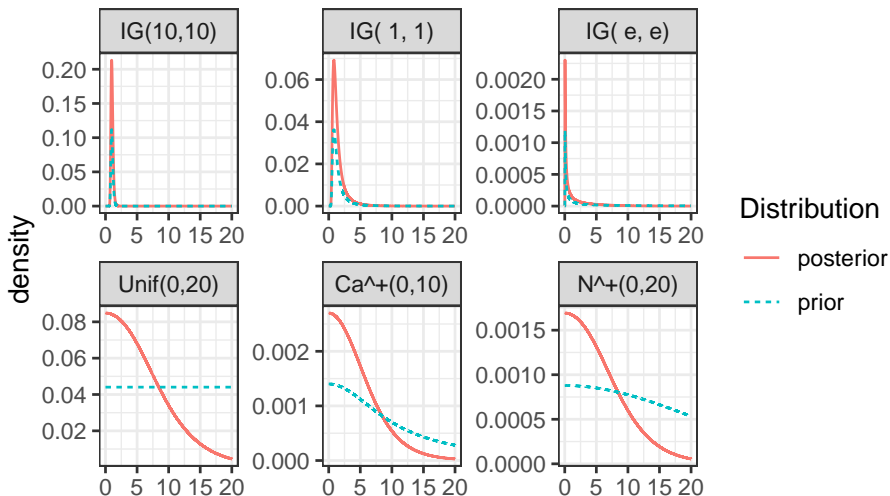 IG(10,10) IG( 1, 1) IG( e, e)
0.20 0.06 0.0020
0.15 0.0015
0.04
0.10 0.0010
0.02
0.05 0.0005
0.00 0.00 0.0000
0 5 10 15 20 0 5 10 15 20 0 5 10 15 20
density
Unif(0,20) Ca^+(0,10) N^+(0,20)
0.08 0.0015
0.002
0.06 0.0010
0.04 0.001
0.0005
0.02
0.000 0.0000
0 5 10 15 20 0 5 10 15 20 0 5 10 15 20
Distribution
posterior
prior